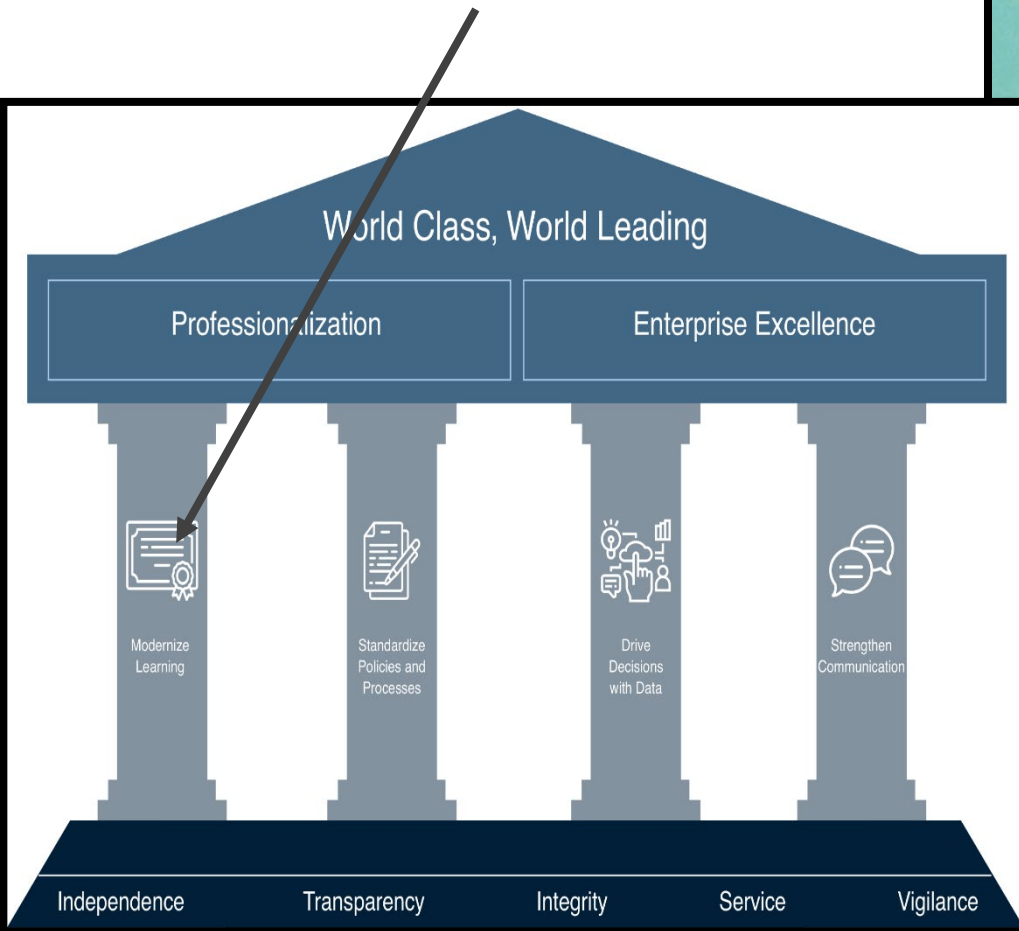 World Class, World Leading
Professionalization
Enterprise Excellence
Modernize
Learning
Standardize
Policies and
Processes
Drive
Decisions
with Data
Strengthen
Communication
Independence
Transparency
Integrity
Service
Vigilance